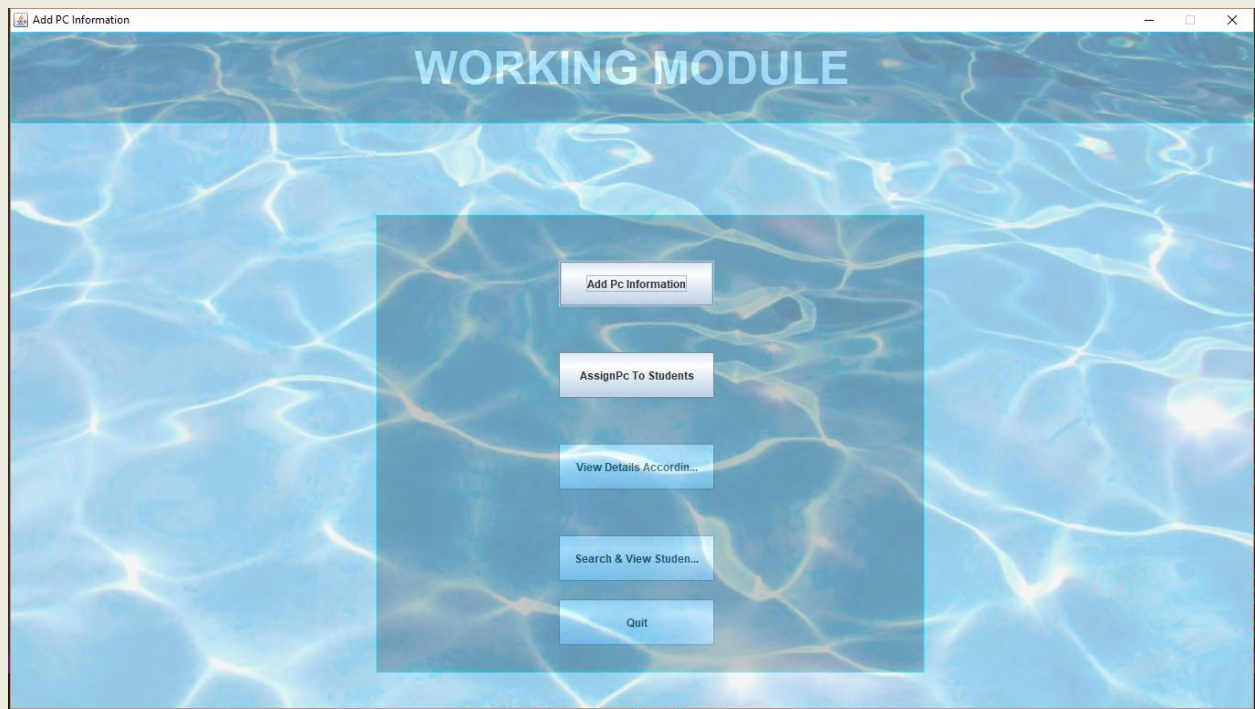 Add PC Information
WORKING MODULE
Add Pc Information
AssignPc To Students
View Details Accordin...
Search & View Studen...
Quit